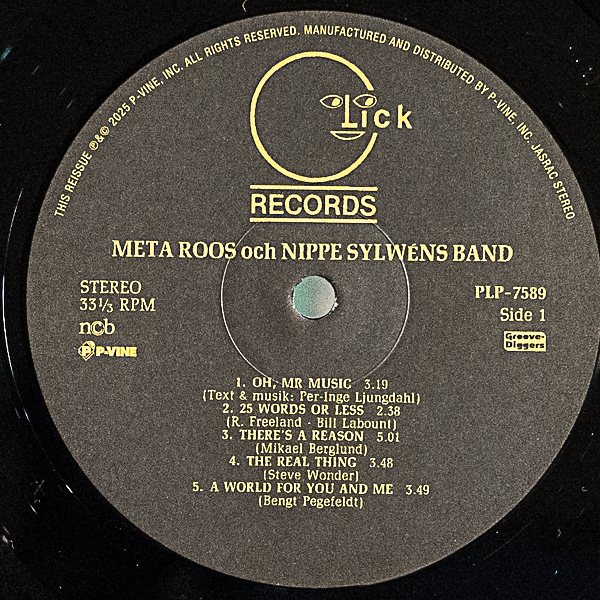 THIS REISSUE ℗&© 2025 P-VINE, INC. ALL RIGHTS RESERVED. MANUFACTURED AND DISTRIBUTED BY P-VINE, INC. JASRAC STEREO
Click
RECORDS
META ROOS och NIPPE SYLWÉNS BAND
STEREO
33⅓ RPM
ncb
P-VINE
PLP-7589
Side 1
Groove-
Diggers
1. OH, MR MUSIC 3.19
(Text & musik: Per-Inge Ljungdahl)
2. 25 WORDS OR LESS 2.38
(R. Freeland - Bill Labount)
3. THERE'S A REASON 5.01
(Mikael Berglund)
4. THE REAL THING 3.48
(Steve Wonder)
5. A WORLD FOR YOU AND ME 3.49
(Bengt Pegefeldt)